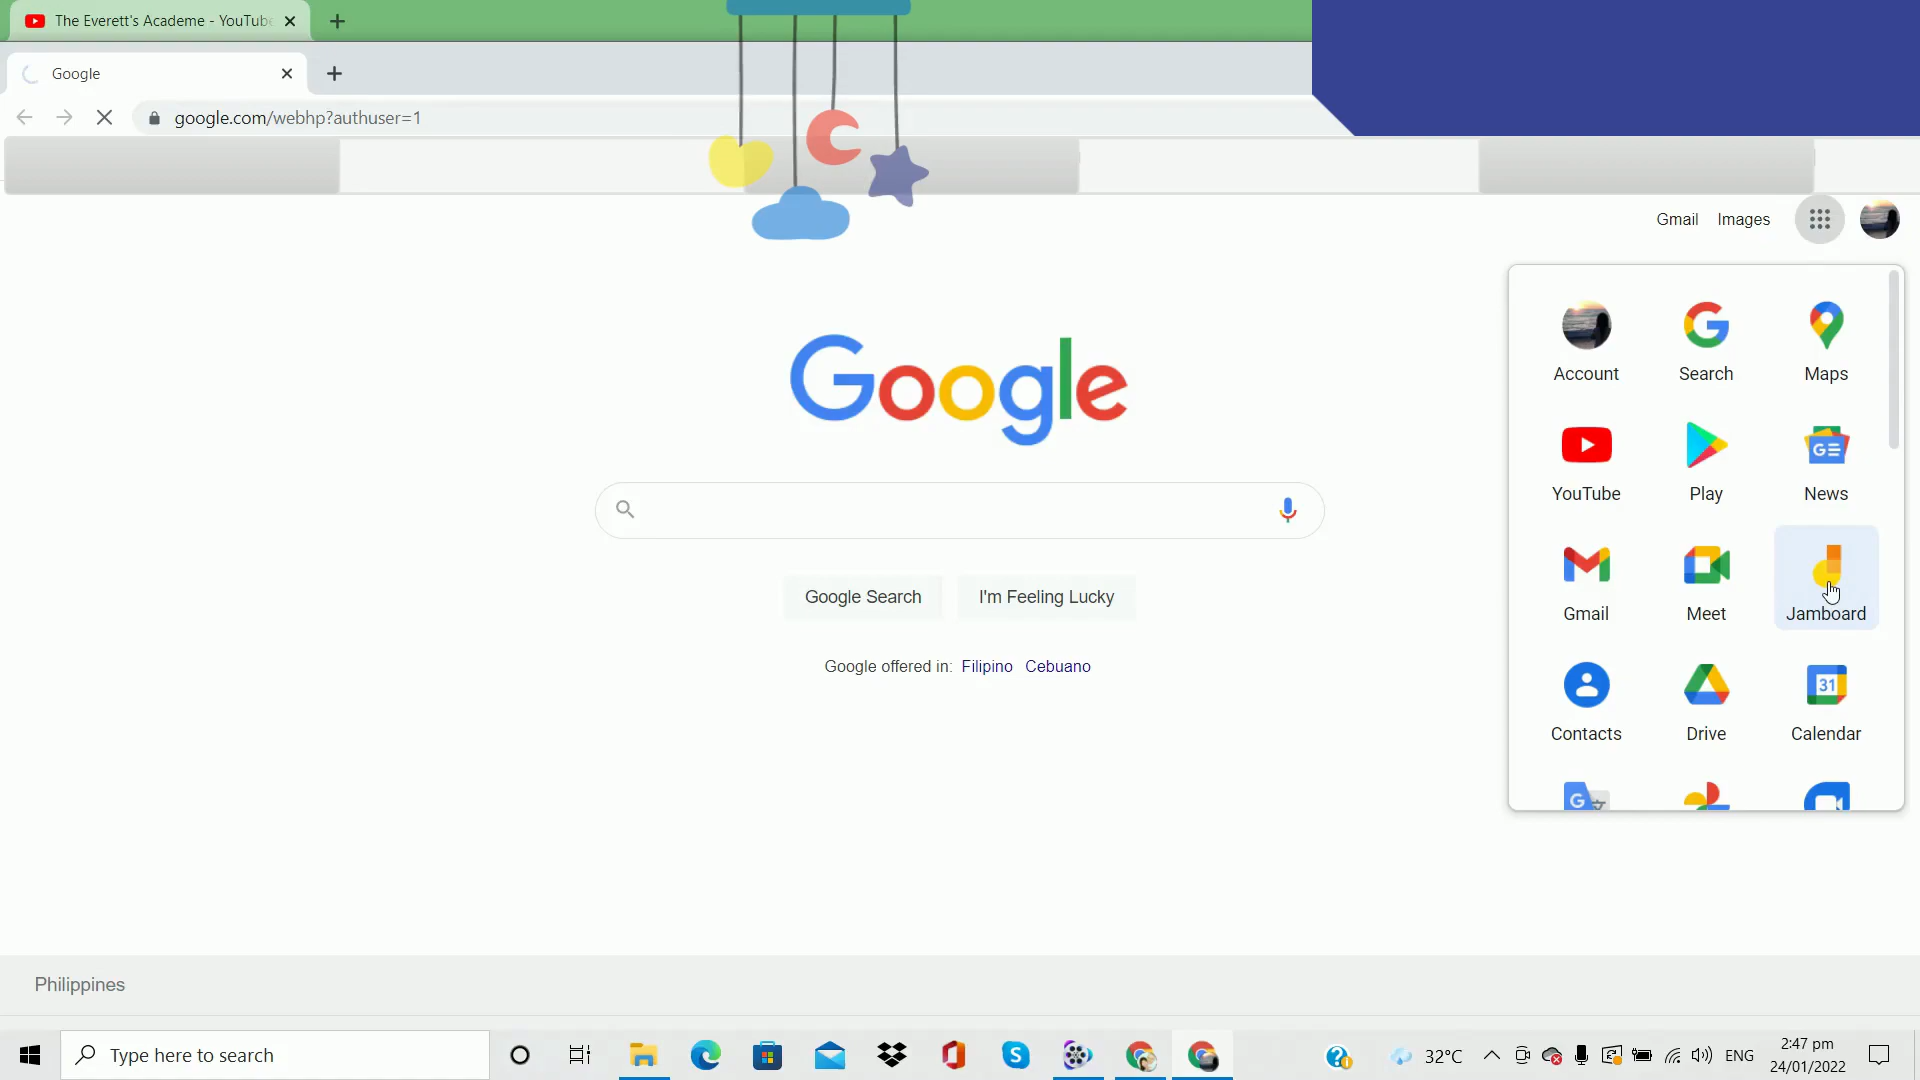 The Everett's Academe - YouTube
Google
google.com/webhp?authuser=1
Gmail Images
Google
Account Search Maps
YouTube Play News
Gmail Meet Jamboard
Contacts Drive Calendar
31
Google Search I'm Feeling Lucky
Google offered in: Filipino Cebuano
Philippines
Type here to search
32°C
ENG
2:47 pm
24/01/2022